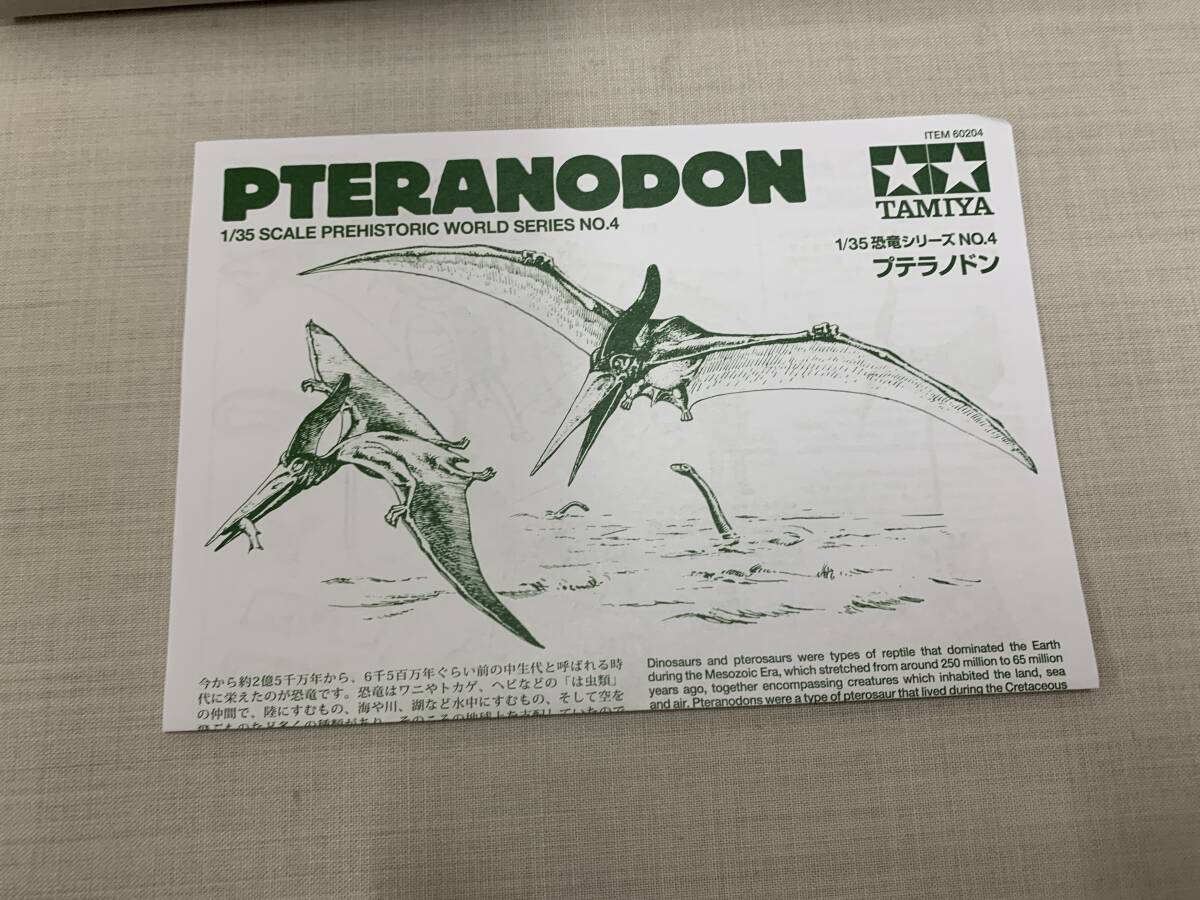 ITEM 60204
PTERANODON
1/35 SCALE PREHISTORIC WORLD SERIES NO.4
TAMIYA
1/35 恐竜シリーズ NO.4
プテラノドン
今から約2億5千万年から、6千5百万年ぐらい前の中生代と呼ばれる時
代に栄えたのが恐竜です。恐竜はワニやトカゲ、ヘビなどの「は虫類」
の仲間で、陸にすむもの、海や川、湖など水中にすむもの、そして空を
Dinosaurs and pterosaurs were types of reptile that dominated the Earth
during the Mesozoic Era, which stretched from around 250 million to 65 million
years ago, together encompassing creatures which inhabited the land, sea
and air. Pteranodons were a type of pterosaur that lived during the Cretaceous